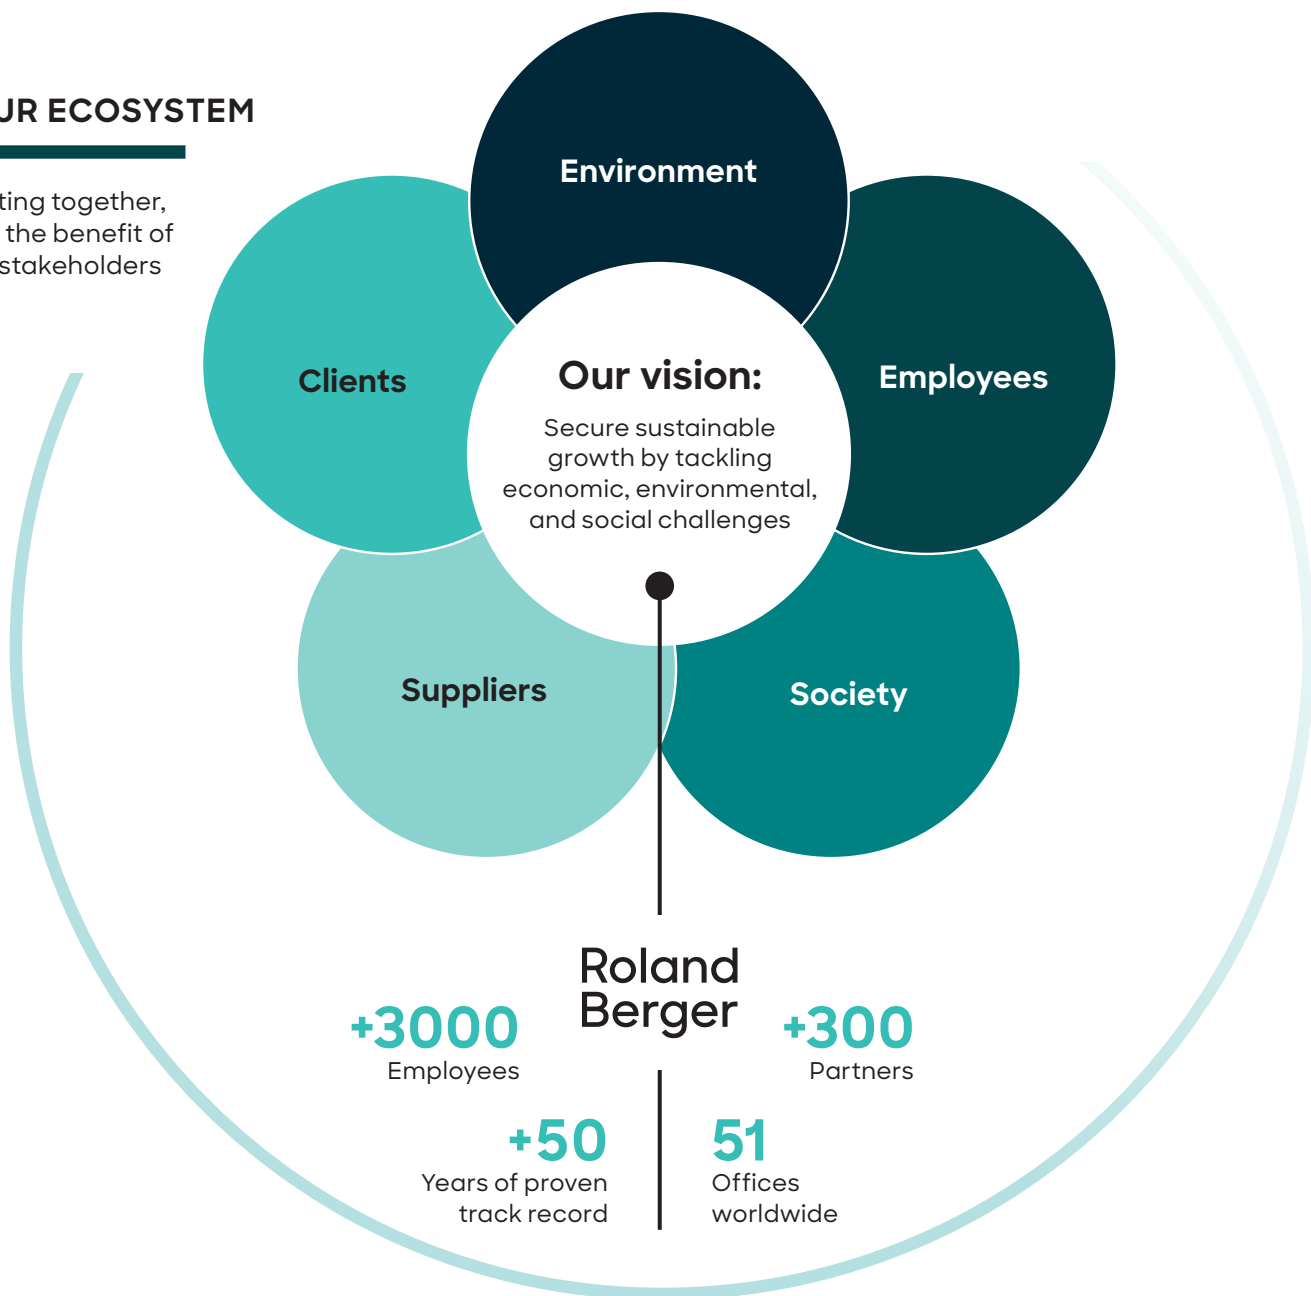 ECOSYSTEM
together,
the benefit of
stakeholders
Environment
Clients
Employees
Our vision:
Secure sustainable
growth by tackling
economic, environmental,
and social challenges
Suppliers
Society
Roland
Berger
+3000
Employees
+300
Partners
+50
Years of proven
track record
51
Offices
worldwide